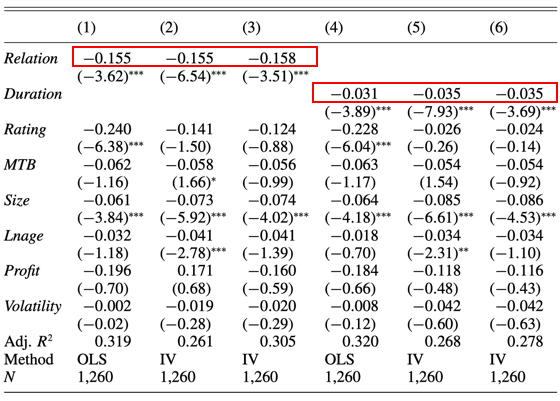 (1) (2) (3) (4) (5) (6)
Relation −0.155 −0.155 −0.158
(−3.62)*** (−6.54)*** (−3.51)***
Duration −0.031 −0.035 −0.035
(−3.89)*** (−7.93)*** (−3.69)***
Rating −0.240 −0.141 −0.124 −0.228 −0.026 −0.024
(−6.38)*** (−1.50) (−0.88) (−6.04)*** (−0.26) (−0.14)
MTB −0.062 −0.058 −0.056 −0.063 −0.054 −0.054
(−1.16) (1.66)* (−0.99) (−1.17) (1.54) (−0.92)
Size −0.061 −0.073 −0.074 −0.064 −0.085 −0.086
(−3.84)*** (−5.92)*** (−4.02)*** (−4.18)*** (−6.61)*** (−4.53)***
Lnage −0.032 −0.041 −0.041 −0.018 −0.034 −0.034
(−1.18) (−2.78)*** (−1.39) (−0.70) (−2.31)** (−1.10)
Profit −0.196 0.171 −0.160 −0.184 −0.118 −0.116
(−0.70) (0.68) (−0.59) (−0.66) (−0.48) (−0.43)
Volatility −0.002 −0.019 −0.020 −0.008 −0.042 −0.042
(−0.02) (−0.28) (−0.29) (−0.12) (−0.60) (−0.63)
Adj. R² 0.319 0.261 0.305 0.320 0.268 0.278
Method OLS IV IV OLS IV IV
N 1,260 1,260 1,260 1,260 1,260 1,260